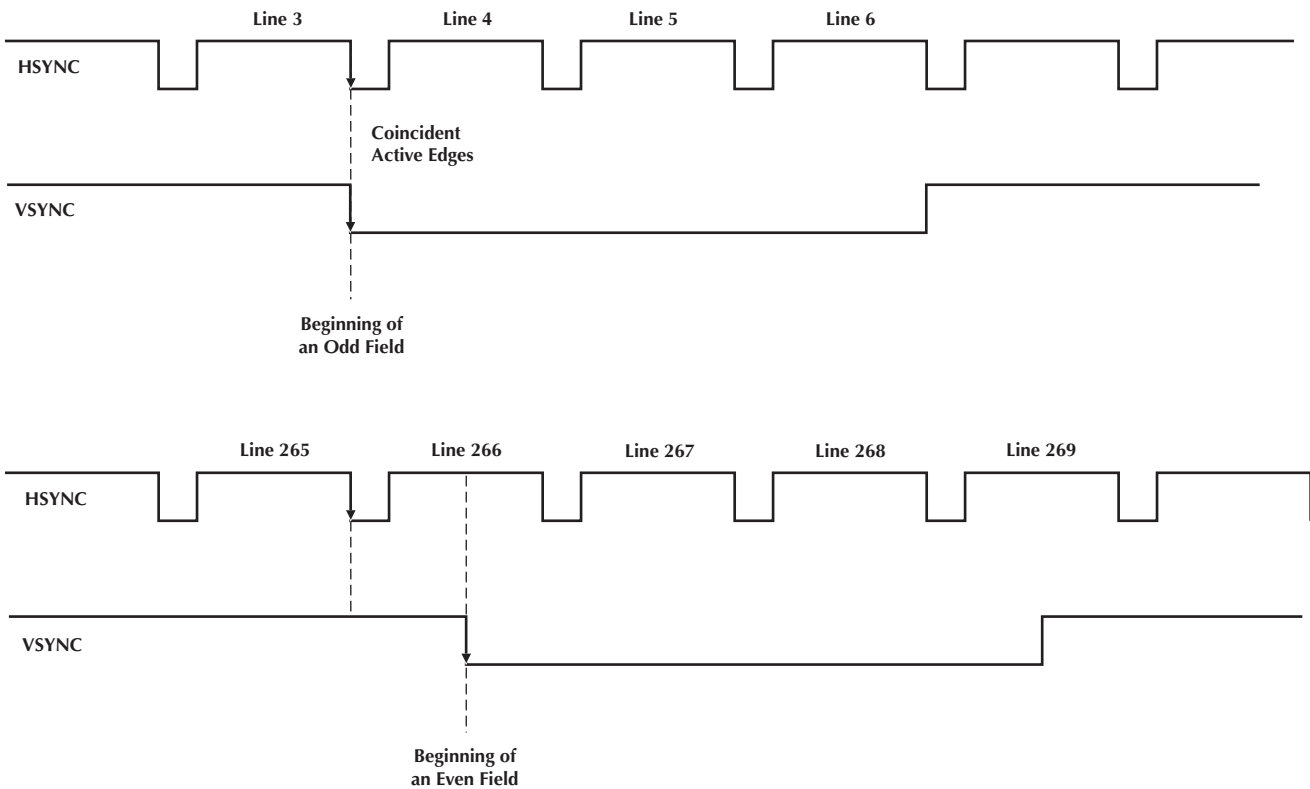 Line 3
Line 4
Line 5
Line 6
HSYNC
Coincident
Active Edges
VSYNC
Beginning of
an Odd Field
Line 265
Line 266
Line 267
Line 268
Line 269
HSYNC
VSYNC
Beginning of
an Even Field